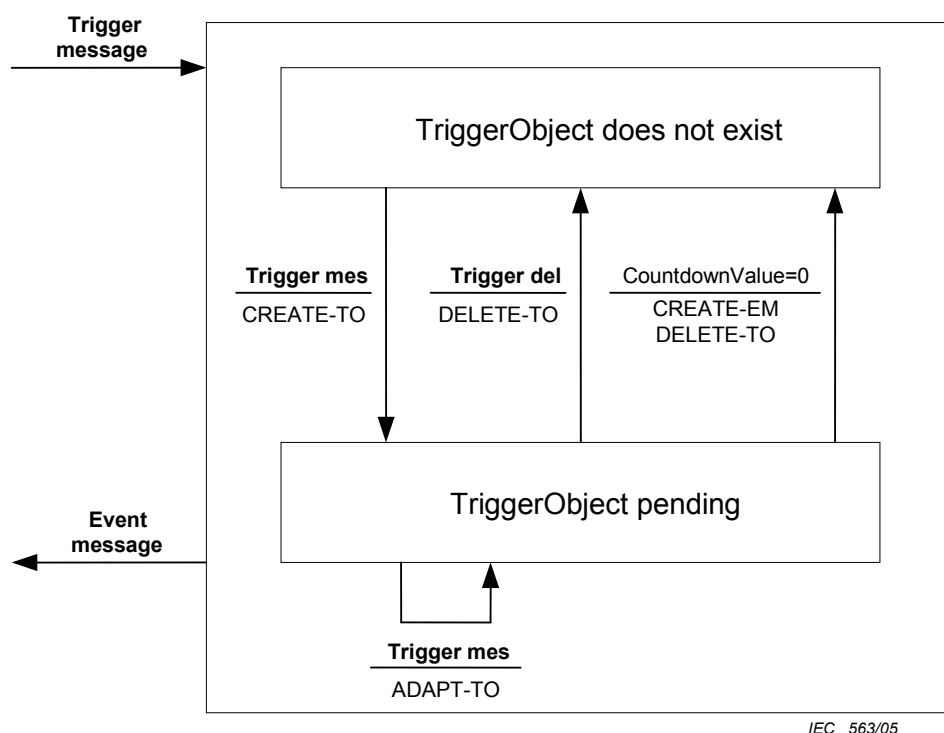 Trigger
message
TriggerObject does not exist
Trigger mes
CREATE-TO
Trigger del
DELETE-TO
CountdownValue=0
CREATE-EM
DELETE-TO
TriggerObject pending
Event
message
Trigger mes
ADAPT-TO
IEC 563/05